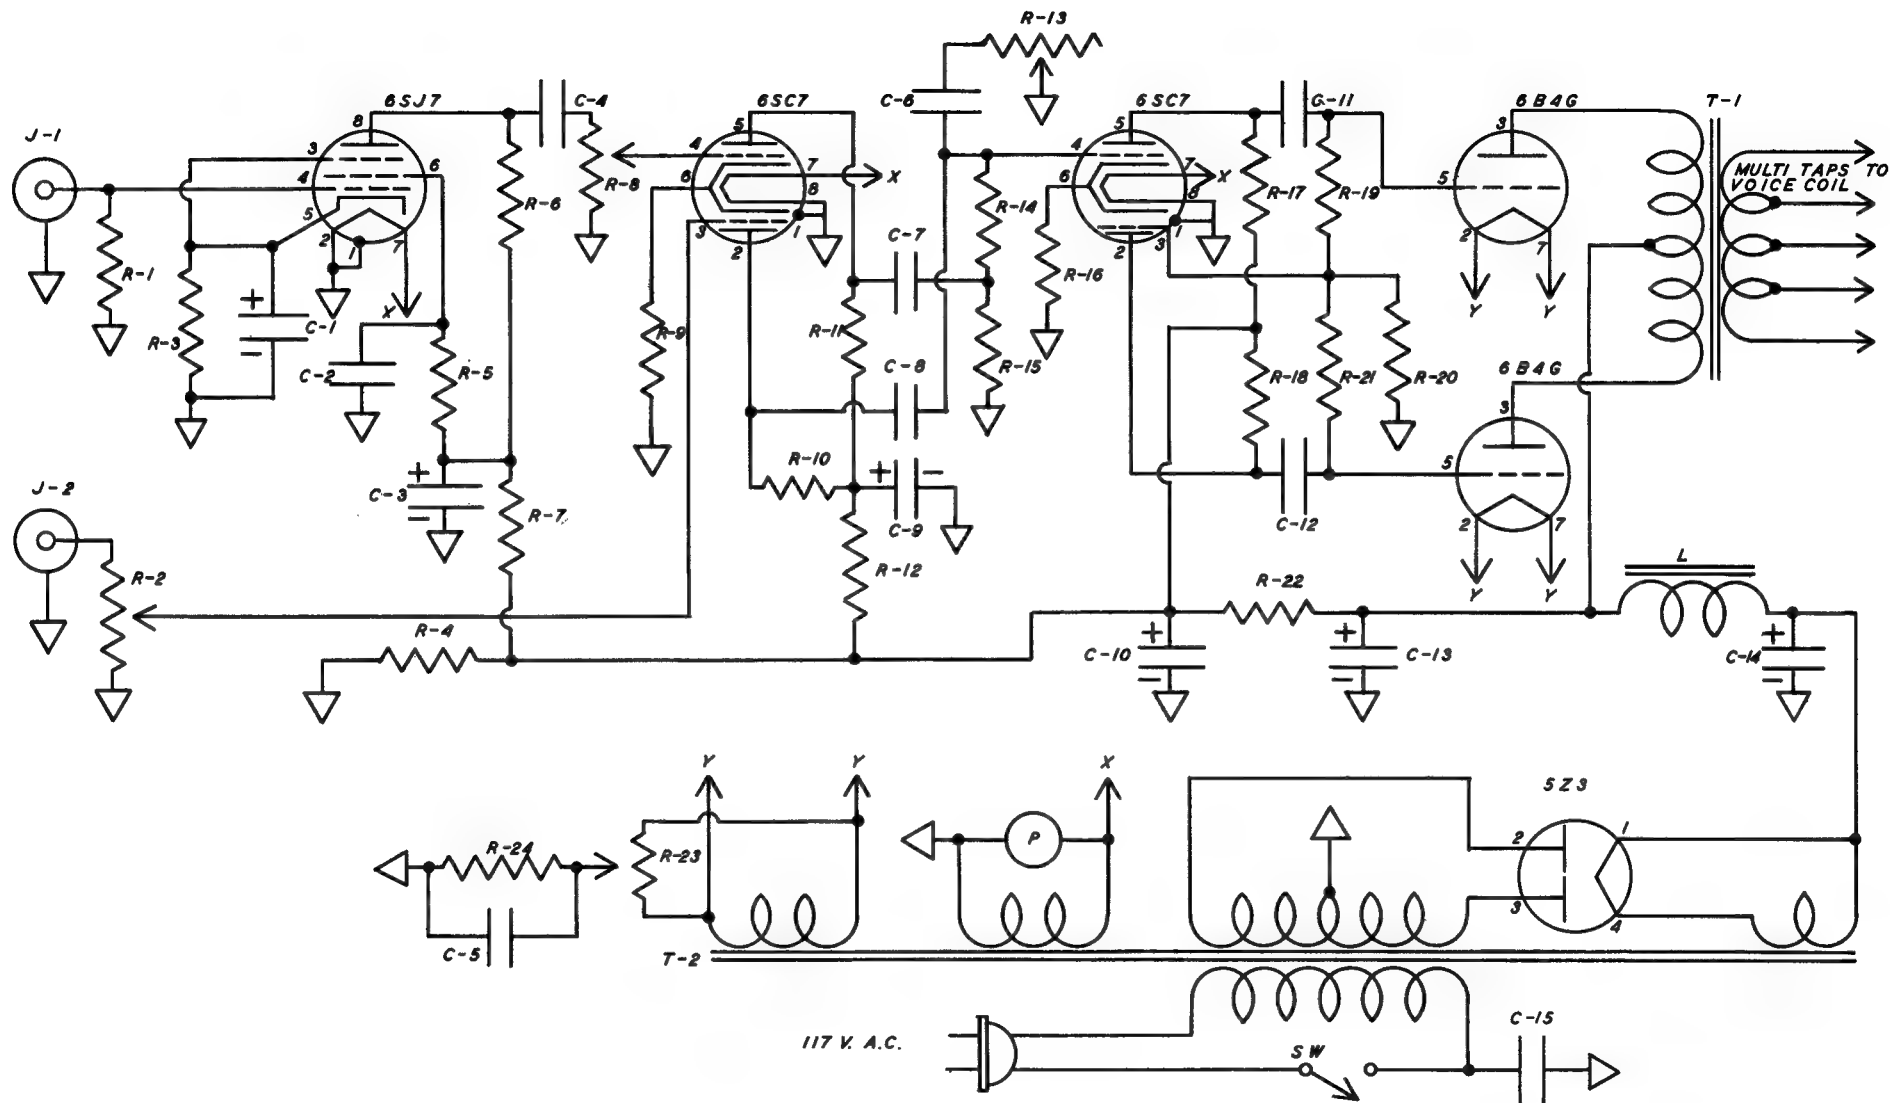 R-13
6SJ7
C-4
6SC7
C-6
6SC7
G-11
6B4G
T-1
J-1
8
3
4
5
6
2
1
7
X
R-1
R-3
+
C-1
−
C-2
R-5
R-6
R-8
5
4
6
3
2
7
8
1
X
R-9
C-7
R-11
C-8
R-14
R-15
R-16
5
4
6
7
8
3
1
2
X
R-17
R-19
R-18
R-21
R-20
3
5
2
7
Y
Y
MULTI TAPS TO
VOICE COIL
6B4G
3
5
2
7
Y
Y
J-2
R-2
+
C-3
−
R-7
R-10
+
−
C-9
R-12
C-12
R-4
R-22
L
+
C-10
−
+
C-13
−
+
C-14
−
Y
Y
X
5Z3
R-24
R-23
P
2
1
3
4
C-5
T-2
117 V. A.C.
SW
C-15